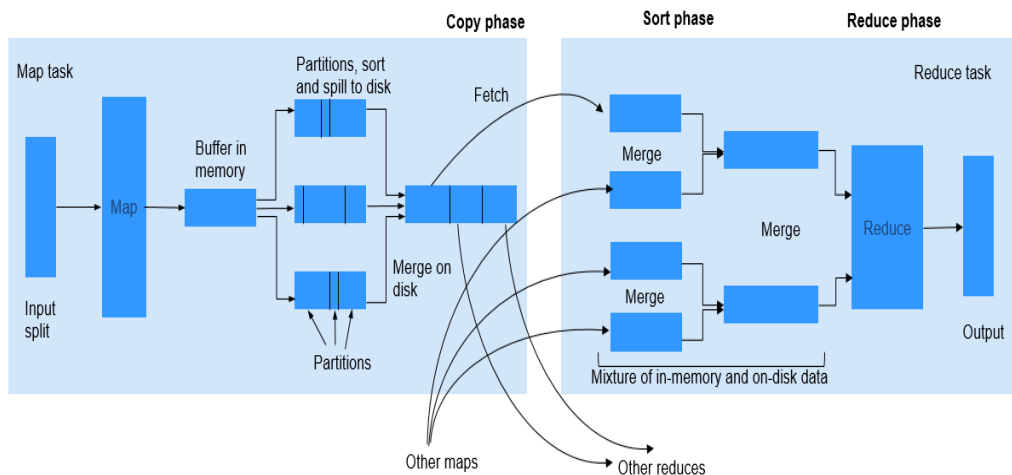 Copy phase
Sort phase
Reduce phase
Map task
Partitions, sort
and spill to disk
Fetch
Reduce task
Buffer in
memory
Map
Merge
Merge
Reduce
Merge on
disk
Merge
Input
split
Partitions
Output
Mixture of in-memory and on-disk data
Other maps
Other reduces